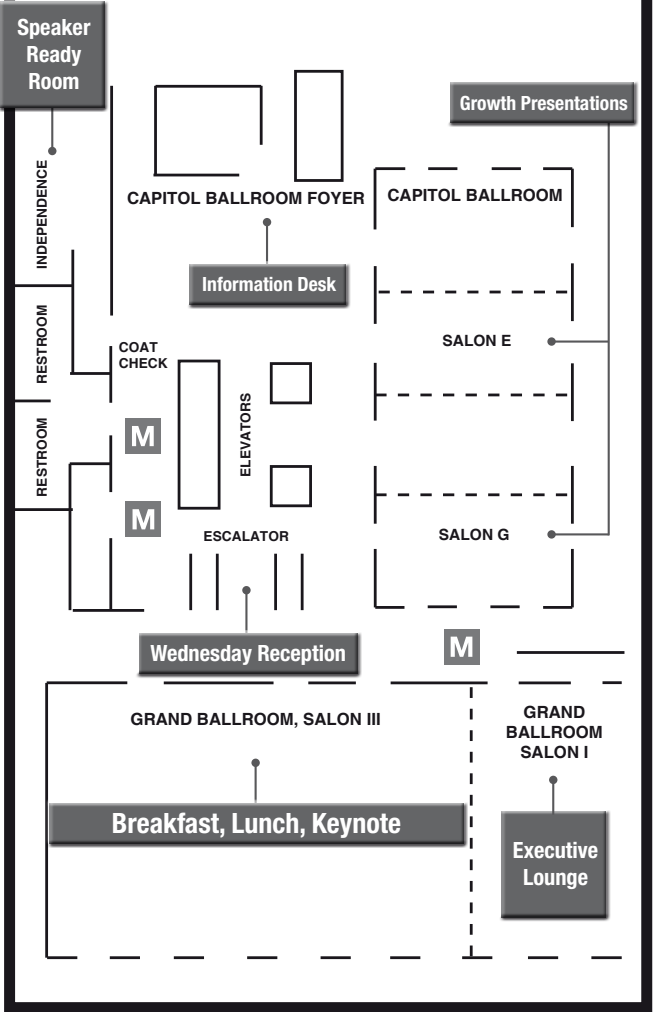 Speaker
Ready
Room
Growth Presentations
INDEPENDENCE
CAPITOL BALLROOM FOYER
CAPITOL BALLROOM
Information Desk
RESTROOM
COAT
CHECK
SALON E
ELEVATORS
RESTROOM
M
M
ESCALATOR
SALON G
Wednesday Reception
M
GRAND BALLROOM, SALON III
GRAND
BALLROOM
SALON I
Breakfast, Lunch, Keynote
Executive
Lounge